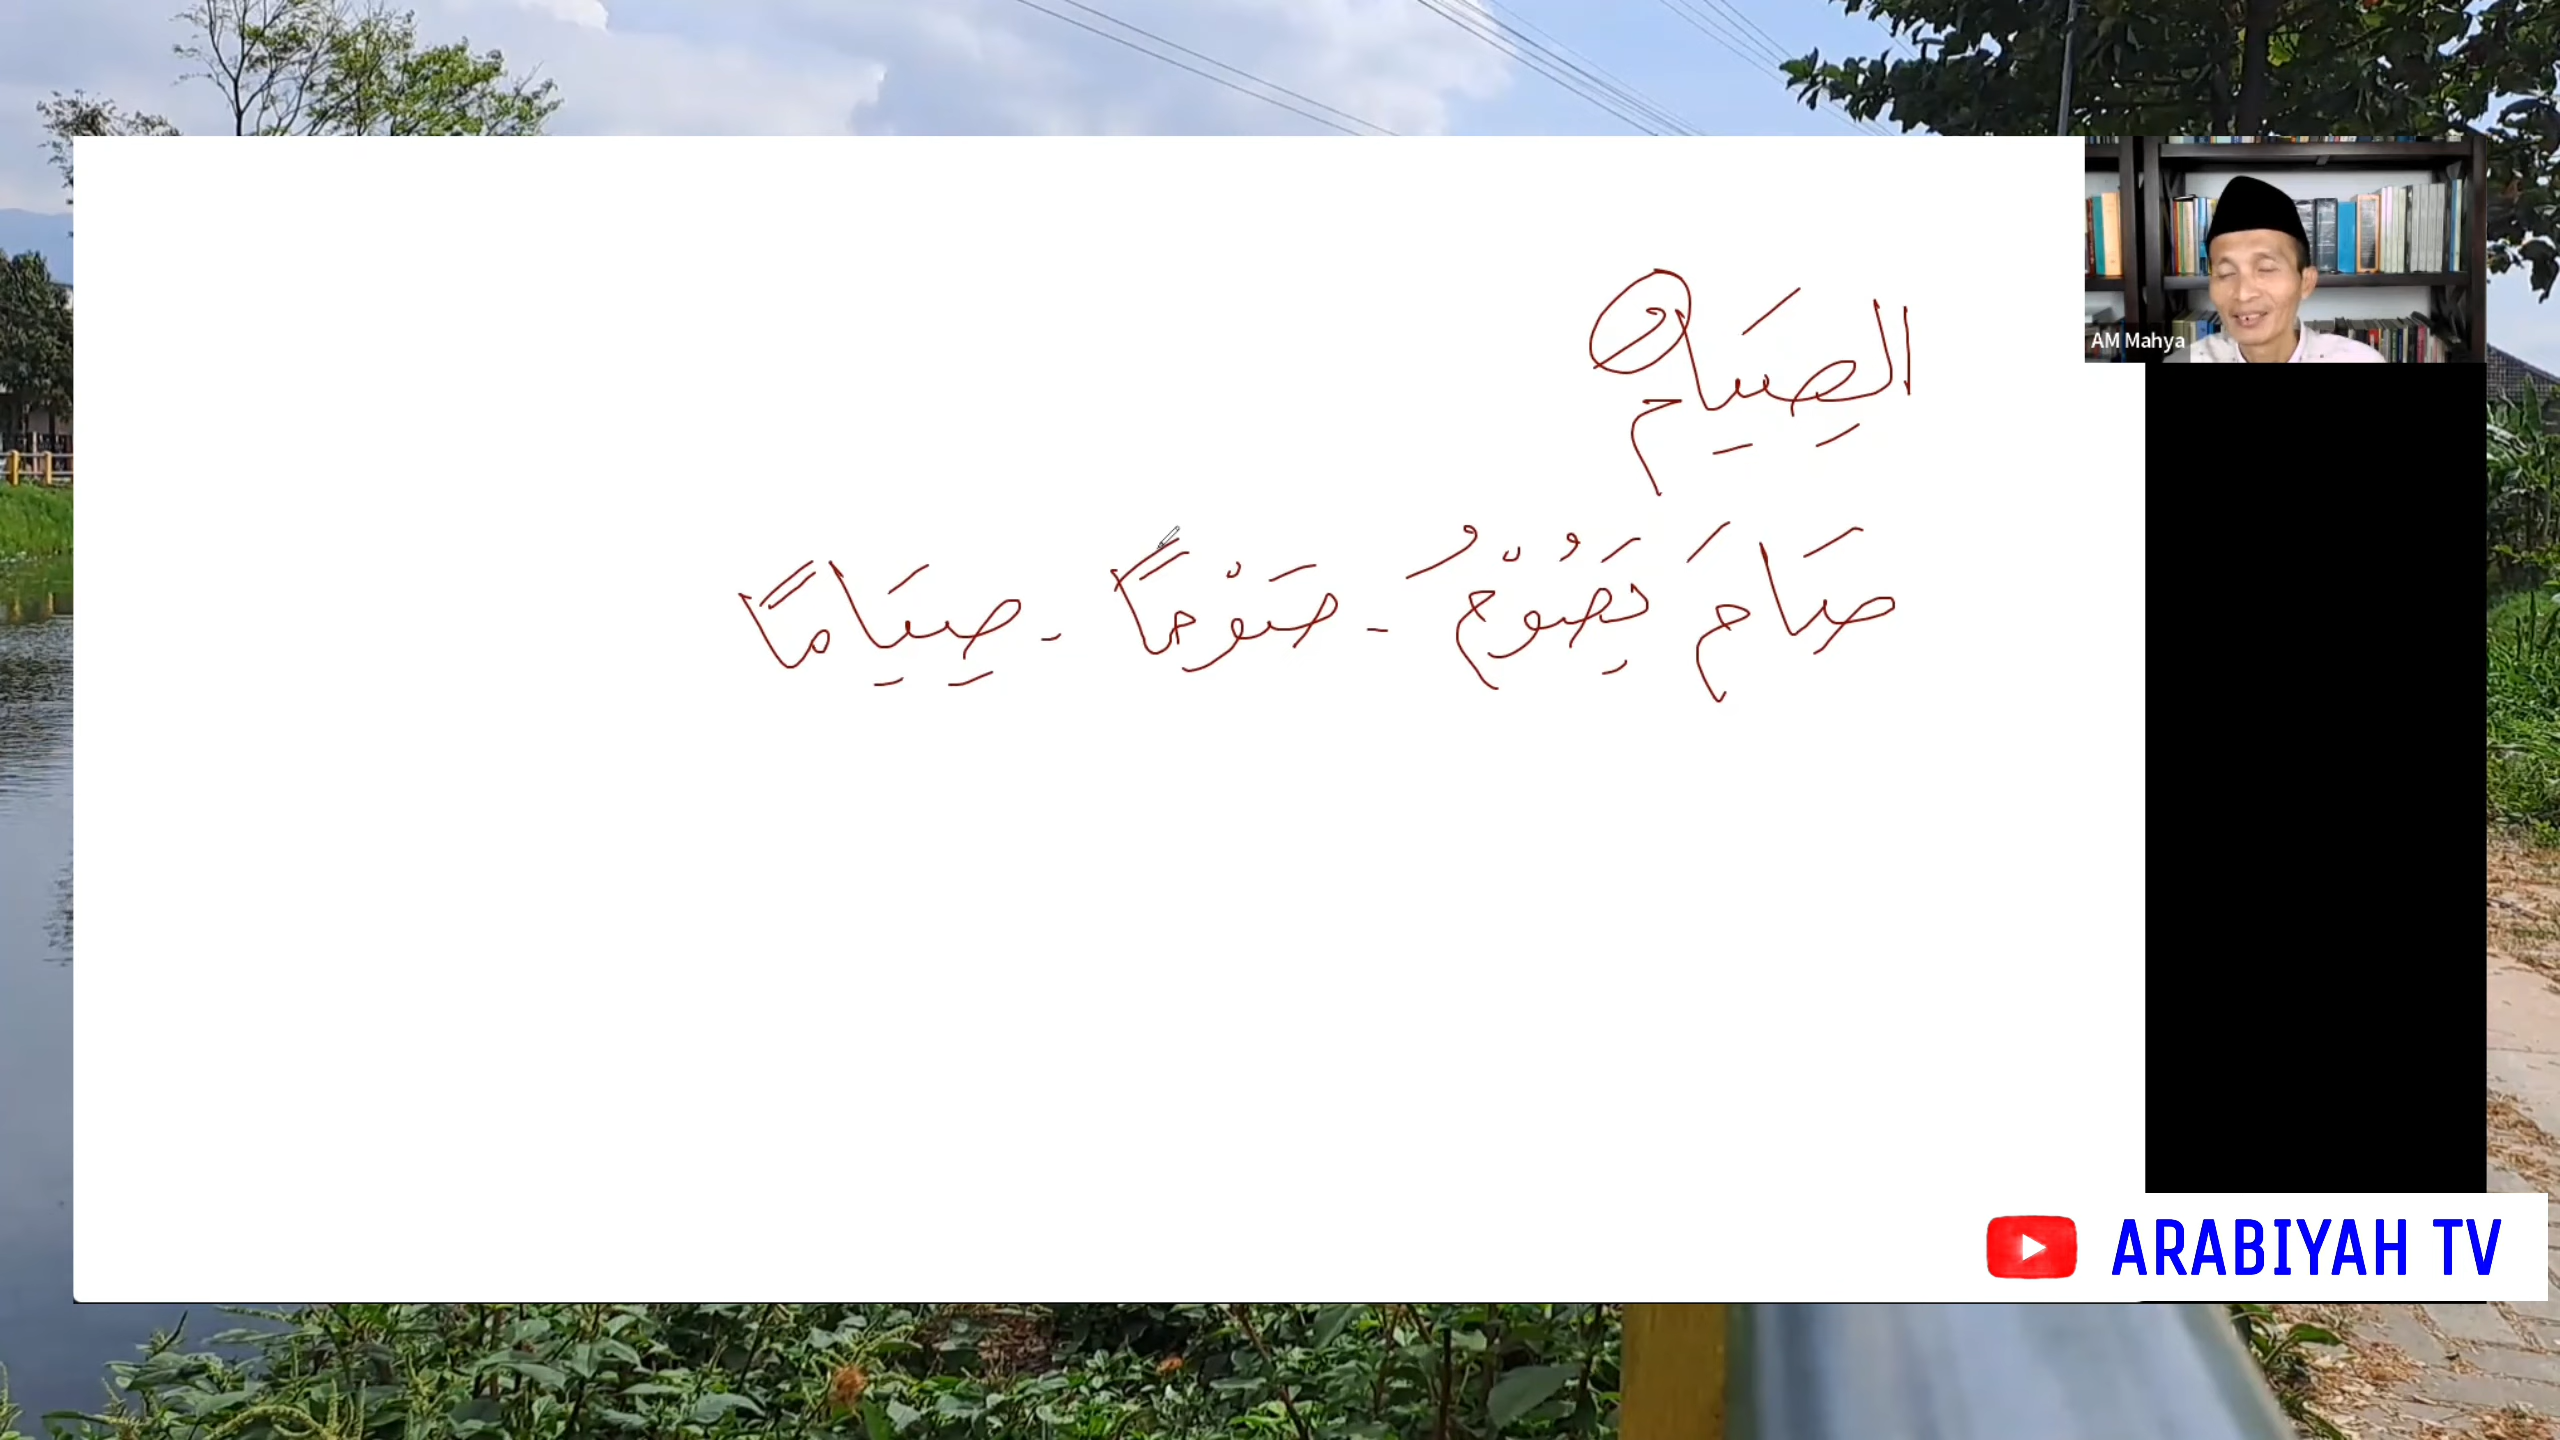 الصِيَامُ
صَامَ يَصُوْمُ - صَوْمًا - صِيَامًا
AM Mahya
ARABIYAH TV